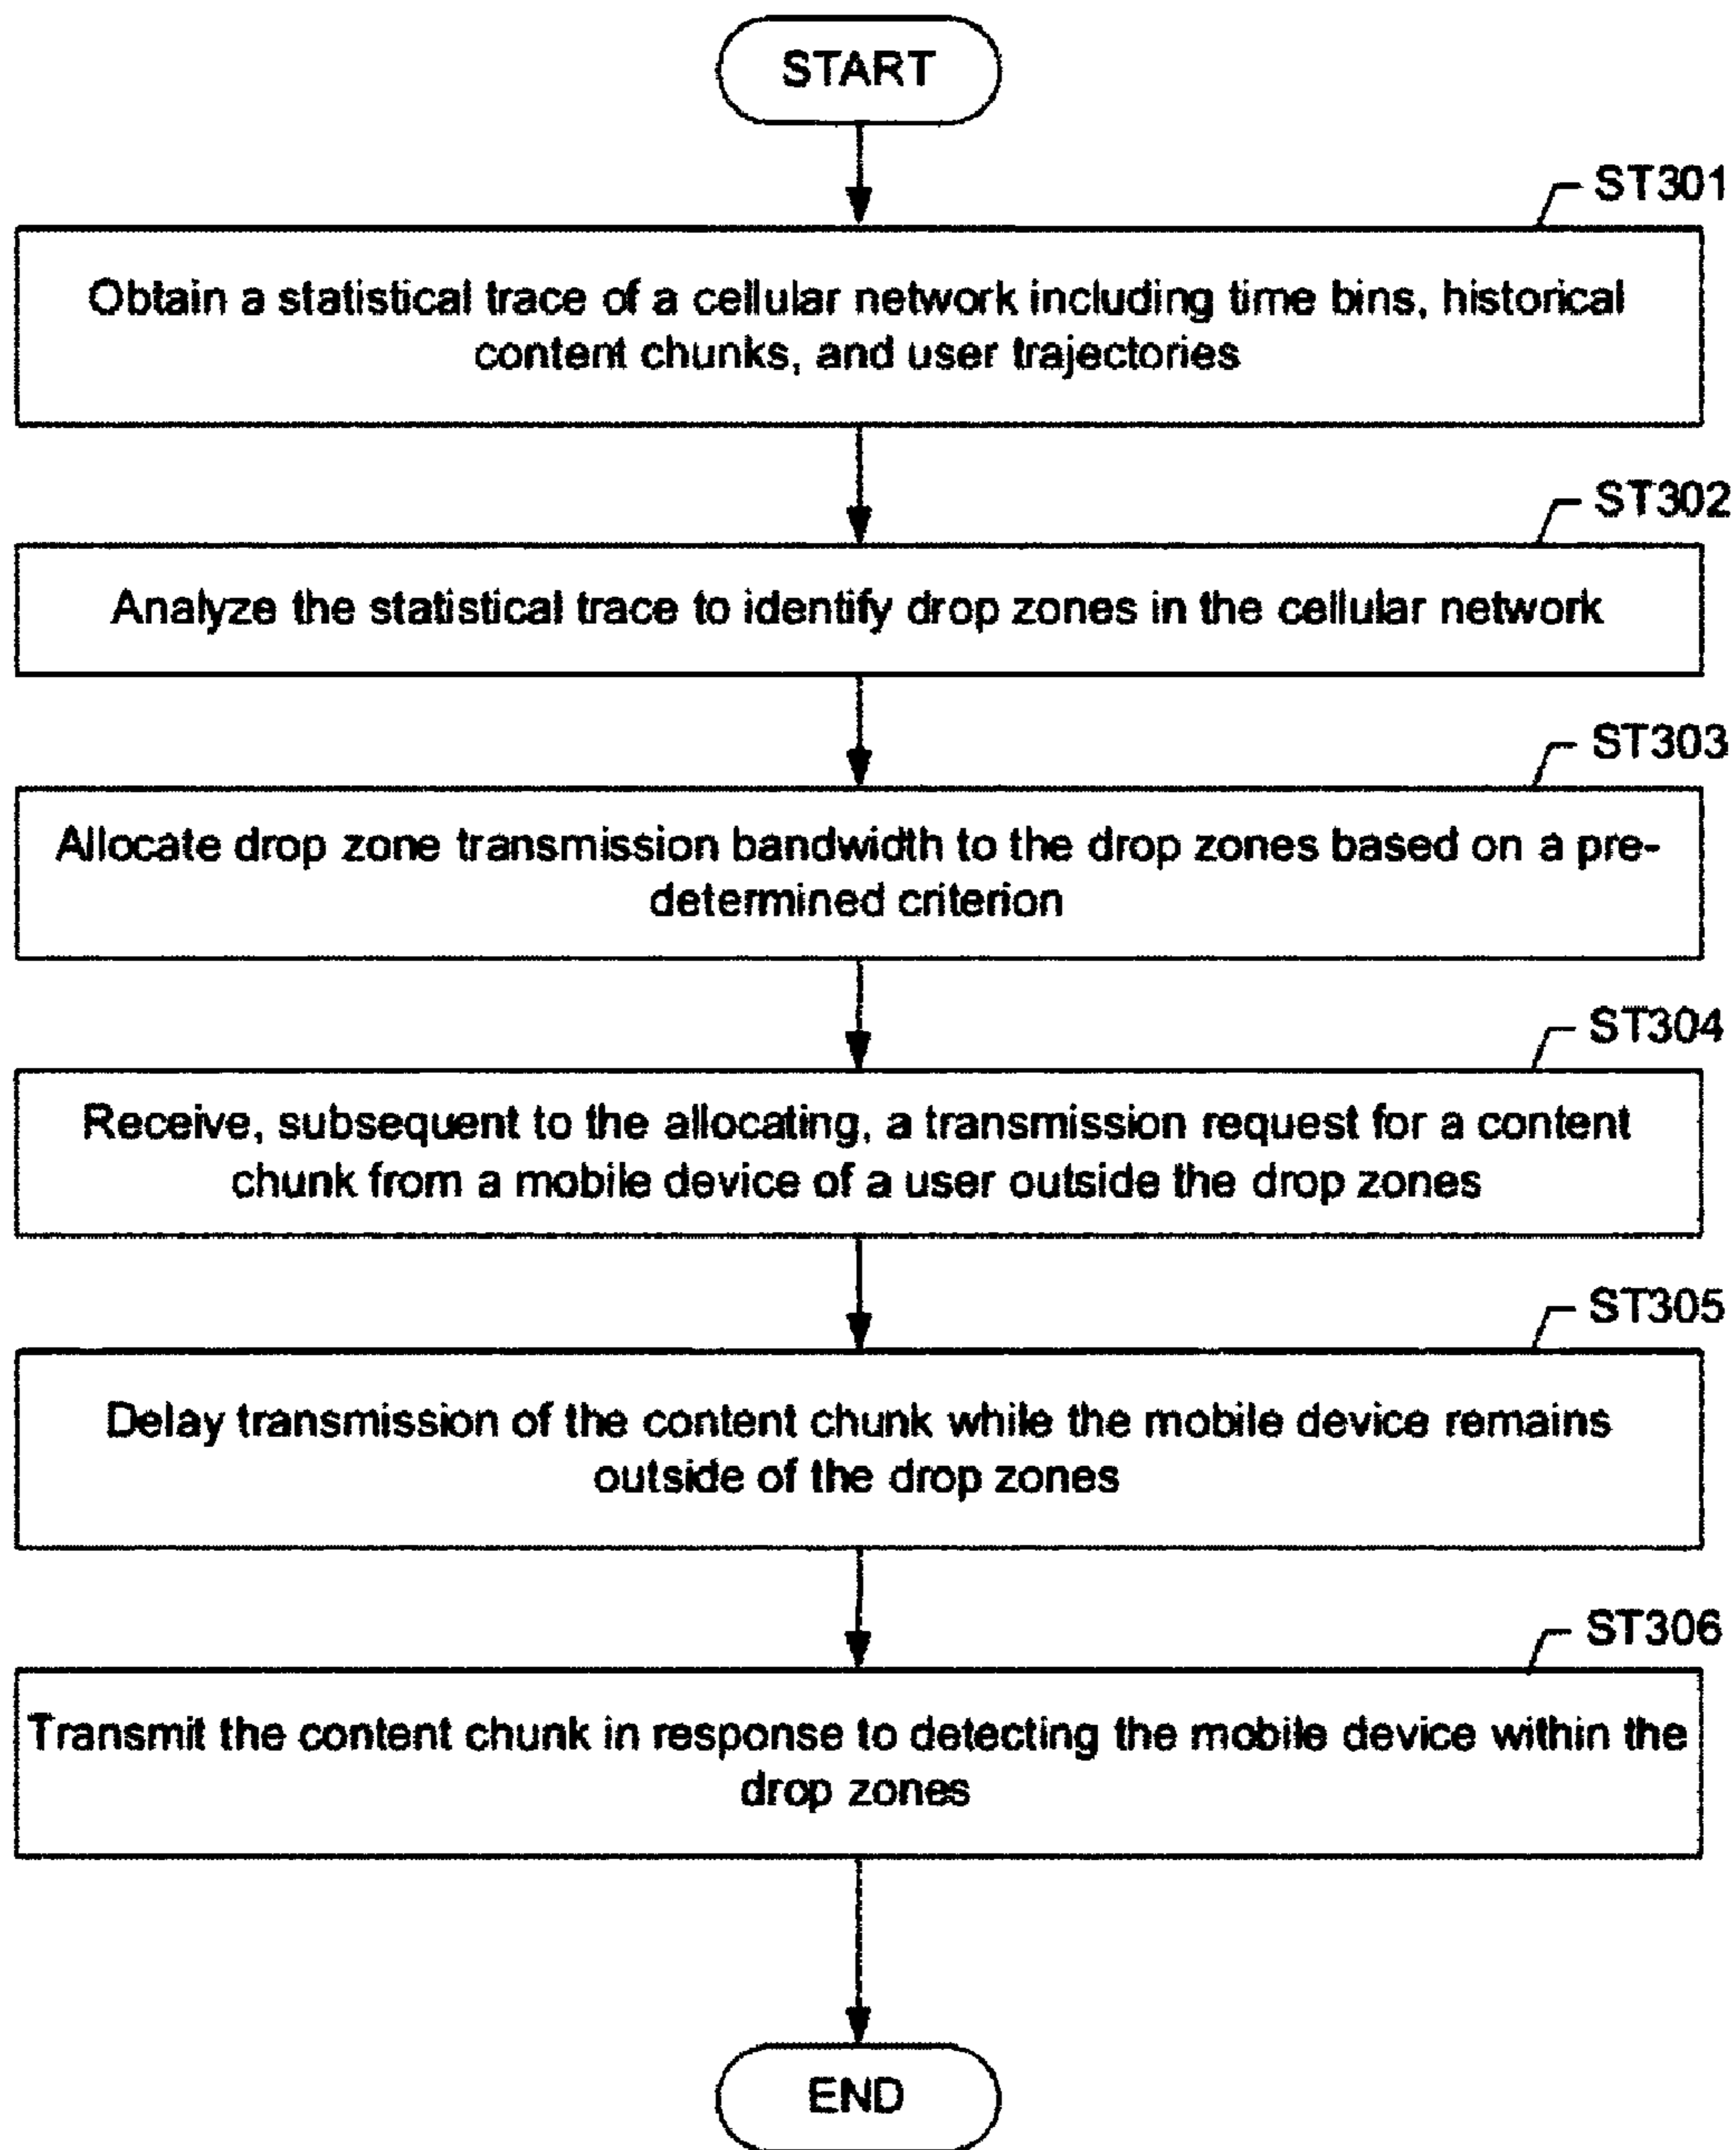 START
ST301
Obtain a statistical trace of a cellular network including time bins, historical
content chunks, and user trajectories
ST302
Analyze the statistical trace to identify drop zones in the cellular network
ST303
Allocate drop zone transmission bandwidth to the drop zones based on a pre-
determined criterion
ST304
Receive, subsequent to the allocating, a transmission request for a content
chunk from a mobile device of a user outside the drop zones
ST305
Delay transmission of the content chunk while the mobile device remains
outside of the drop zones
ST306
Transmit the content chunk in response to detecting the mobile device within the
drop zones
END